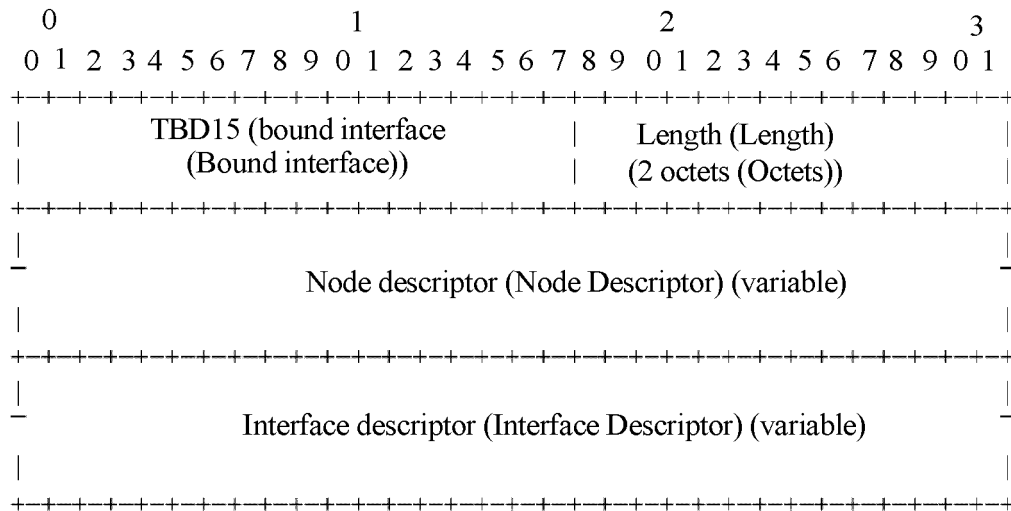 0 1 2 3
0 1 2 3 4 5 6 7 8 9 0 1 2 3 4 5 6 7 8 9 0 1 2 3 4 5 6 7 8 9 0 1
TBD15 (bound interface
(Bound interface))
Length (Length)
(2 octets (Octets))
Node descriptor (Node Descriptor) (variable)
Interface descriptor (Interface Descriptor) (variable)